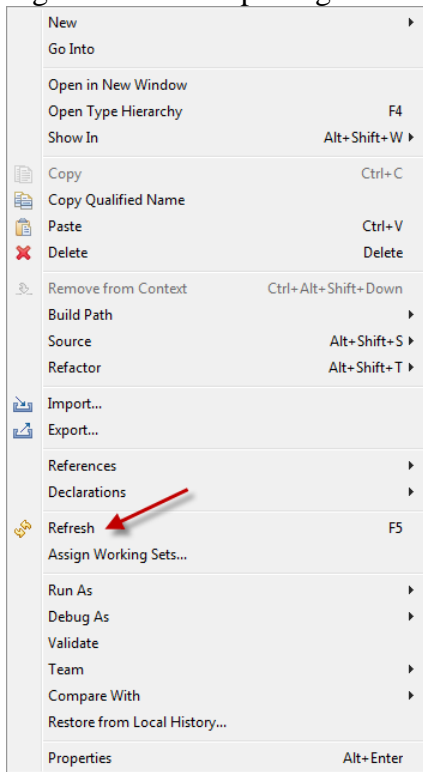 New
Go Into
Open in New Window
Open Type Hierarchy F4
Show In Alt+Shift+W
Copy Ctrl+C
Copy Qualified Name
Paste Ctrl+V
Delete Delete
Remove from Context Ctrl+Alt+Shift+Down
Build Path
Source Alt+Shift+S
Refactor Alt+Shift+T
Import...
Export...
References
Declarations
Refresh F5
Assign Working Sets...
Run As
Debug As
Validate
Team
Compare With
Restore from Local History...
Properties Alt+Enter